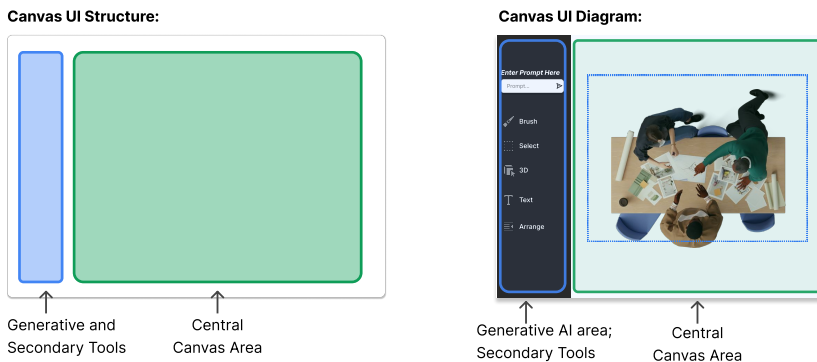 Canvas UI Structure:
Generative and
Secondary Tools
Central
Canvas Area
Canvas UI Diagram:
Enter Prompt Here
Prompt...
Brush
Select
3D
Text
Arrange
Generative AI area;
Secondary Tools
Central
Canvas Area